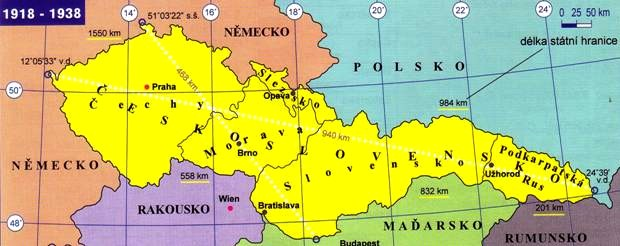 1918 - 1938
14°
51°03'22" s.š.
16°
18°
20°
22°
24°
0 25 50 km
NĚMECKO
1550 km
délka státní hranice
12°05'33" v.d.
POLSKO
50°
Praha
468 km
Slezsko
Opava
984 km
Čechy
ČESKOSLOVENSKO
Morava
940 km
Brno
Slovensko
Podkarpatská
Rus
Užhorod
24°39'
v.d.
NĚMECKO
558 km
832 km
201 km
RAKOUSKO
Wien
Bratislava
MAĎARSKO
48°
Budapest
RUMUNSKO